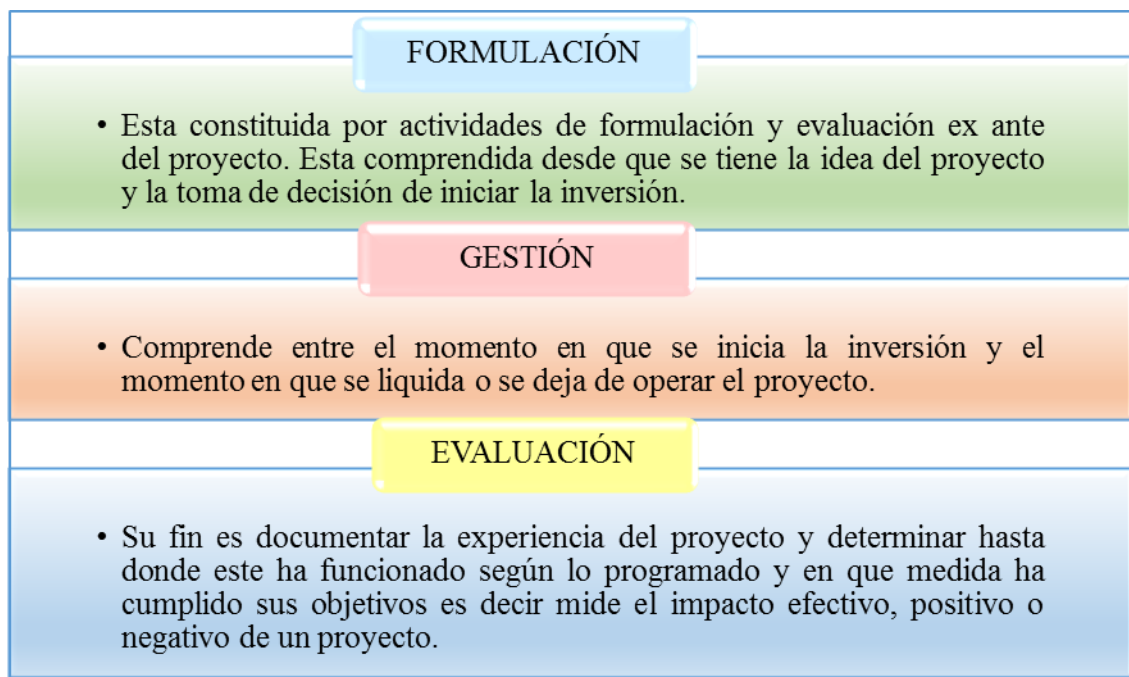 FORMULACIÓN
• Esta constituida por actividades de formulación y evaluación ex ante
del proyecto. Esta comprendida desde que se tiene la idea del proyecto
y la toma de decisión de iniciar la inversión.
GESTIÓN
• Comprende entre el momento en que se inicia la inversión y el
momento en que se liquida o se deja de operar el proyecto.
EVALUACIÓN
• Su fin es documentar la experiencia del proyecto y determinar hasta
donde este ha funcionado según lo programado y en que medida ha
cumplido sus objetivos es decir mide el impacto efectivo, positivo o
negativo de un proyecto.